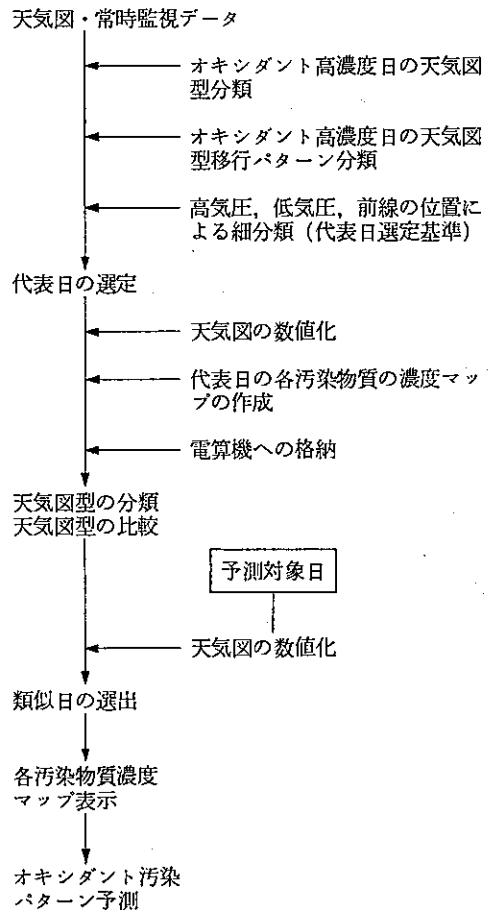 天気図・常時監視データ
オキシダント高濃度日の天気図
型分類
オキシダント高濃度日の天気図
型移行パターン分類
高気圧，低気圧，前線の位置に
よる細分類（代表日選定基準）
代表日の選定
天気図の数値化
代表日の各汚染物質の濃度マッ
プの作成
電算機への格納
天気図型の分類
天気図型の比較
予測対象日
天気図の数値化
類似日の選出
各汚染物質濃度
マップ表示
オキシダント汚染
パターン予測